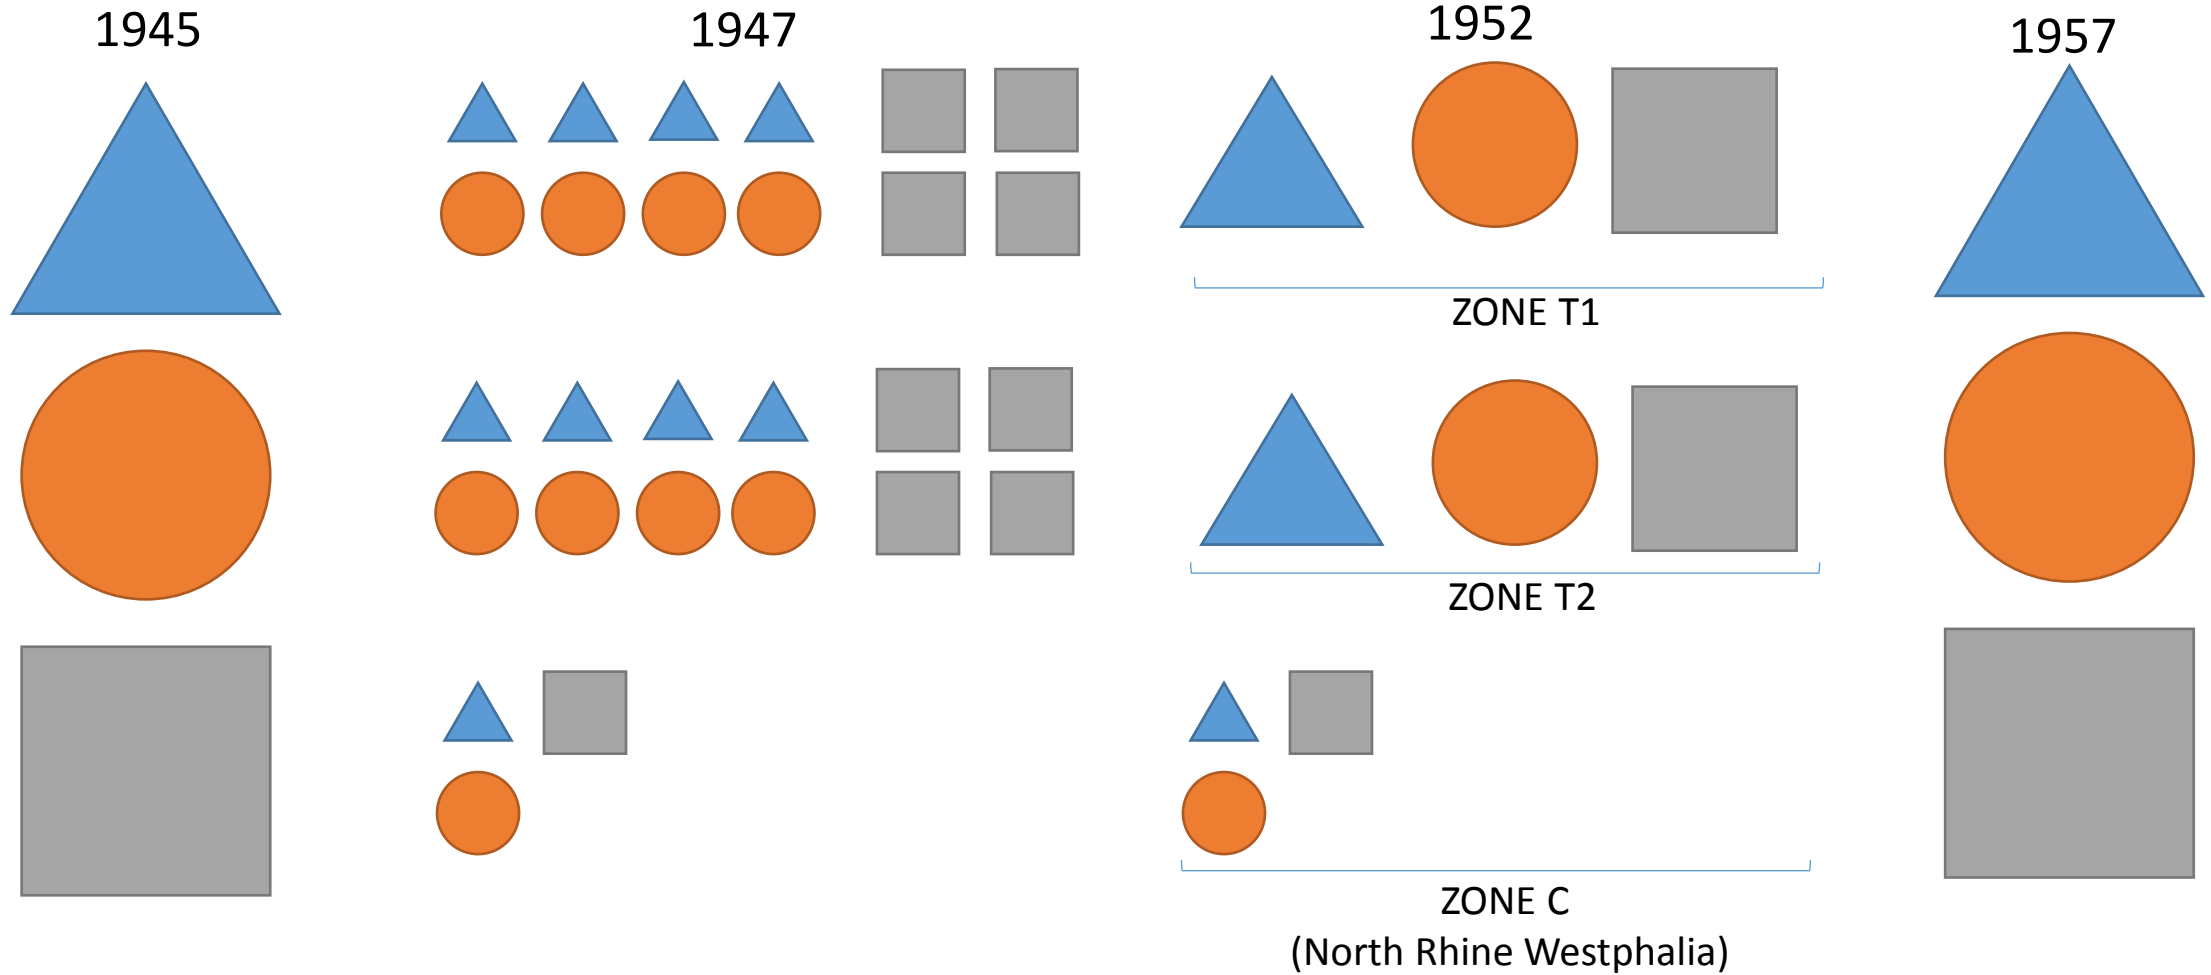 1945
1947
1952
1957
ZONE T1
ZONE T2
ZONE C
(North Rhine Westphalia)